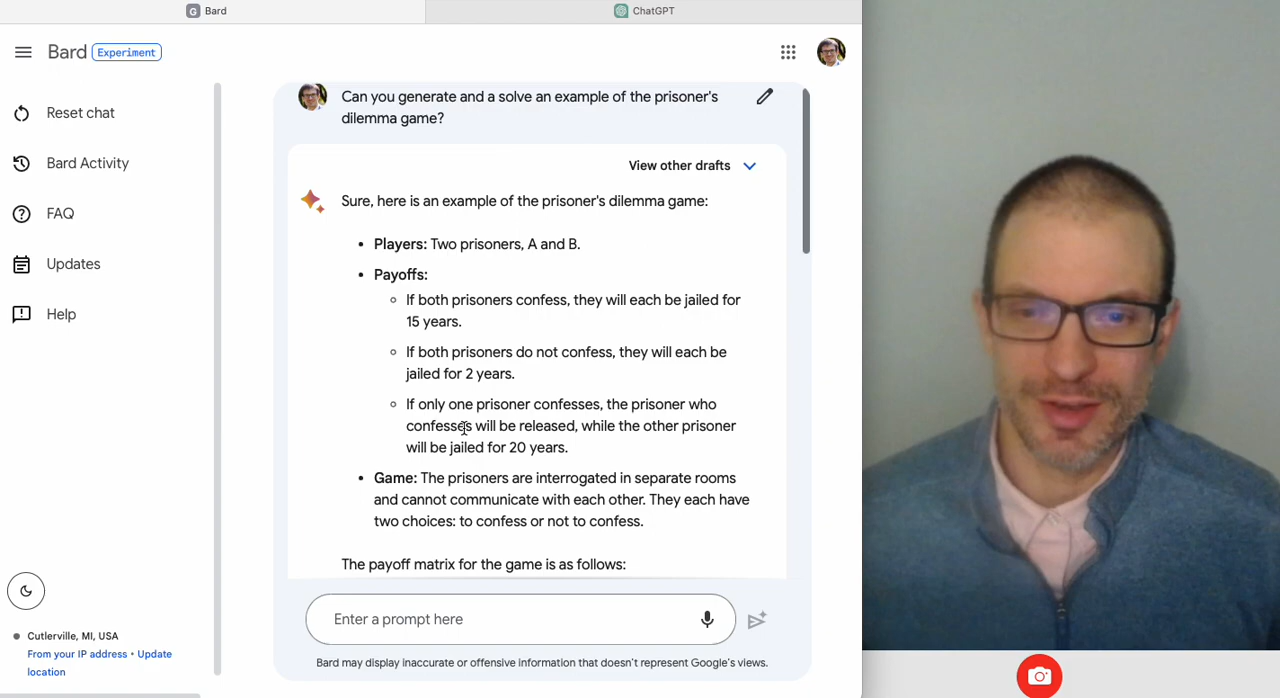 Bard
ChatGPT
Bard Experiment
Reset chat
Bard Activity
FAQ
Updates
Help
Cutlerville, MI, USA
From your IP address • Update
location
Can you generate and a solve an example of the prisoner's
dilemma game?
View other drafts
Sure, here is an example of the prisoner's dilemma game:
• Players: Two prisoners, A and B.
• Payoffs:
○ If both prisoners confess, they will each be jailed for
15 years.
○ If both prisoners do not confess, they will each be
jailed for 2 years.
○ If only one prisoner confesses, the prisoner who
confesses will be released, while the other prisoner
will be jailed for 20 years.
• Game: The prisoners are interrogated in separate rooms
and cannot communicate with each other. They each have
two choices: to confess or not to confess.
The payoff matrix for the game is as follows:
Enter a prompt here
Bard may display inaccurate or offensive information that doesn't represent Google's views.